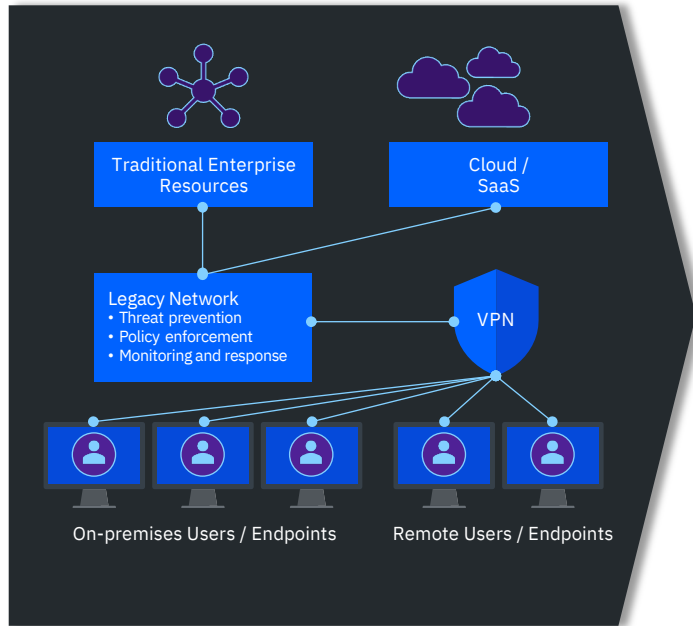 Traditional Enterprise
Resources
Cloud /
SaaS
Legacy Network
• Threat prevention
• Policy enforcement
• Monitoring and response
VPN
On-premises Users / Endpoints
Remote Users / Endpoints